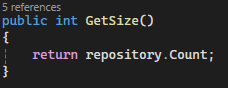 5 references
public int GetSize()
{
    return repository.Count;
}